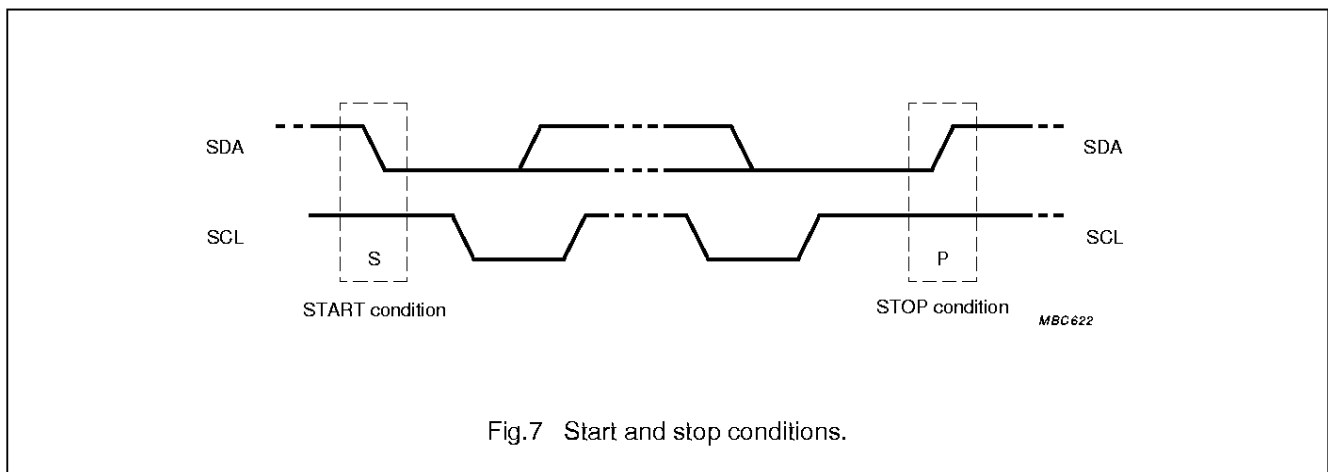 SDA
SDA
SCL
SCL
S
P
START condition
STOP condition
MBC622
Fig.7 Start and stop conditions.